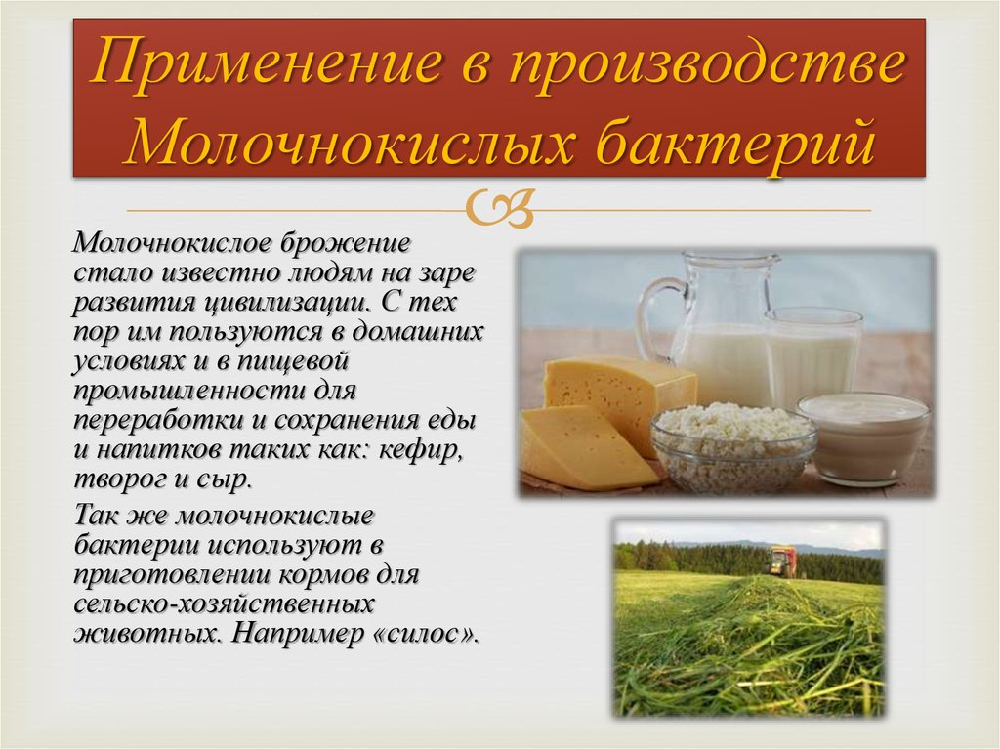 Применение в производстве
Молочнокислых бактерий
Молочнокислое брожение
стало известно людям на заре
развития цивилизации. С тех
пор им пользуются в домашних
условиях и в пищевой
промышленности для
переработки и сохранения еды
и напитков таких как: кефир,
творог и сыр.
Так же молочнокислые
бактерии используют в
приготовлении кормов для
сельско-хозяйственных
животных. Например «силос».